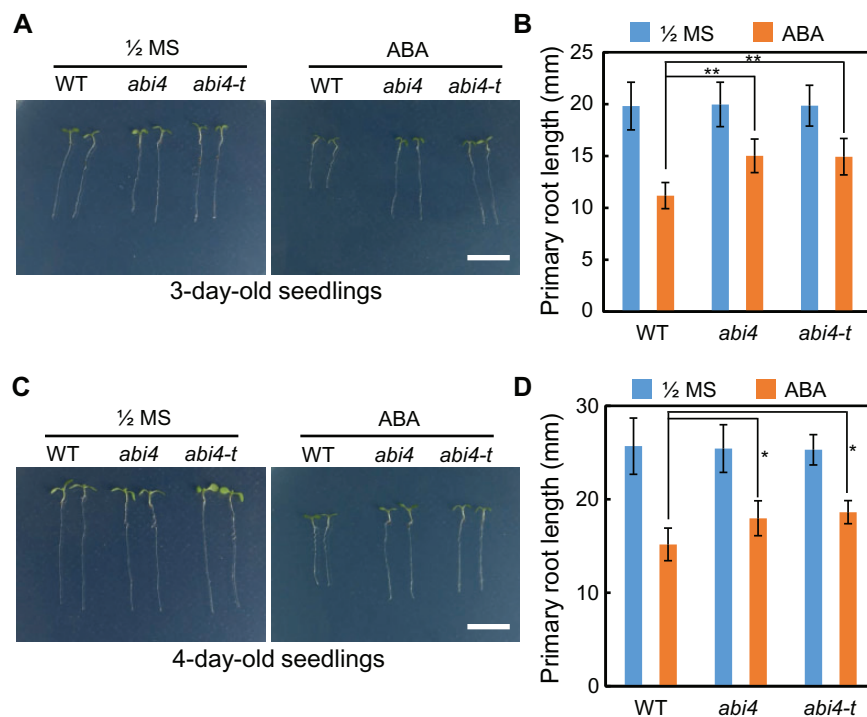 A
½ MS
ABA
WT abi4 abi4-t
WT abi4 abi4-t
3-day-old seedlings
B
½ MS ABA
Primary root length (mm)
25
20
15
10
5
0
**
**
WT abi4 abi4-t
C
½ MS
ABA
WT abi4 abi4-t
WT abi4 abi4-t
4-day-old seedlings
D
½ MS ABA
Primary root length (mm)
30
20
10
0
*
*
WT abi4 abi4-t